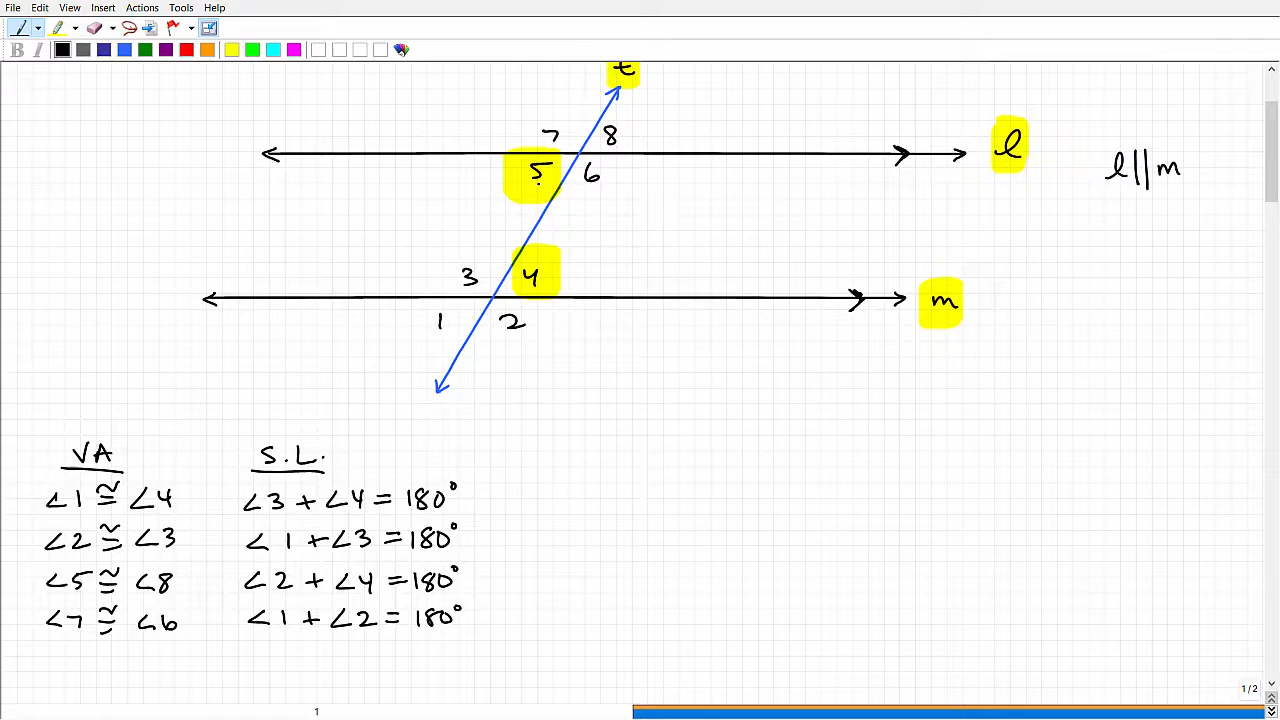 File Edit View Insert Actions Tools Help
B I
t
7 8
l
5 6
l||m
3 4
m
1 2
VA S.L.
∠1 ≅ ∠4 ∠3 + ∠4 = 180°
∠2 ≅ ∠3 ∠1 + ∠3 = 180°
∠5 ≅ ∠8 ∠2 + ∠4 = 180°
∠7 ≅ ∠6 ∠1 + ∠2 = 180°
1/2
1